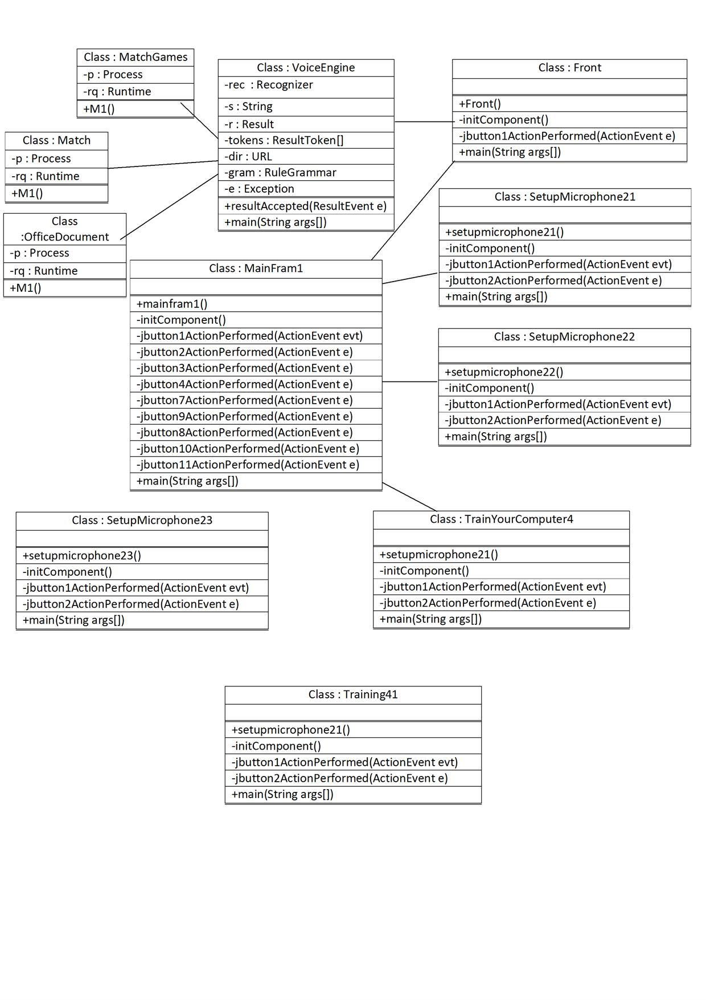 Class : MatchGames
-p : Process
-rq : Runtime
+M1()
Class : VoiceEngine
-rec : Recognizer
-s : String
-r : Result
-tokens : ResultToken[]
-dir : URL
-gram : RuleGrammar
-e : Exception
+resultAccepted(ResultEvent e)
+main(String args[])
Class : Front
+Front()
-initComponent()
-jbutton1ActionPerformed(ActionEvent e)
+main(String args[])
Class : Match
-p : Process
-rq : Runtime
+M1()
Class
:OfficeDocument
-p : Process
-rq : Runtime
+M1()
Class : SetupMicrophone21
+setupmicrophone21()
-initComponent()
-jbutton1ActionPerformed(ActionEvent evt)
-jbutton2ActionPerformed(ActionEvent e)
+main(String args[])
Class : MainFram1
+mainfram1()
-initComponent()
-jbutton1ActionPerformed(ActionEvent evt)
-jbutton2ActionPerformed(ActionEvent e)
-jbutton3ActionPerformed(ActionEvent e)
-jbutton4ActionPerformed(ActionEvent e)
-jbutton7ActionPerformed(ActionEvent e)
-jbutton9ActionPerformed(ActionEvent e)
-jbutton8ActionPerformed(ActionEvent e)
-jbutton10ActionPerformed(ActionEvent e)
-jbutton11ActionPerformed(ActionEvent e)
+main(String args[])
Class : SetupMicrophone22
+setupmicrophone22()
-initComponent()
-jbutton1ActionPerformed(ActionEvent evt)
-jbutton2ActionPerformed(ActionEvent e)
+main(String args[])
Class : SetupMicrophone23
+setupmicrophone23()
-initComponent()
-jbutton1ActionPerformed(ActionEvent evt)
-jbutton2ActionPerformed(ActionEvent e)
+main(String args[])
Class : TrainYourComputer4
+setupmicrophone21()
-initComponent()
-jbutton1ActionPerformed(ActionEvent evt)
-jbutton2ActionPerformed(ActionEvent e)
+main(String args[])
Class : Training41
+setupmicrophone21()
-initComponent()
-jbutton1ActionPerformed(ActionEvent evt)
-jbutton2ActionPerformed(ActionEvent e)
+main(String args[])